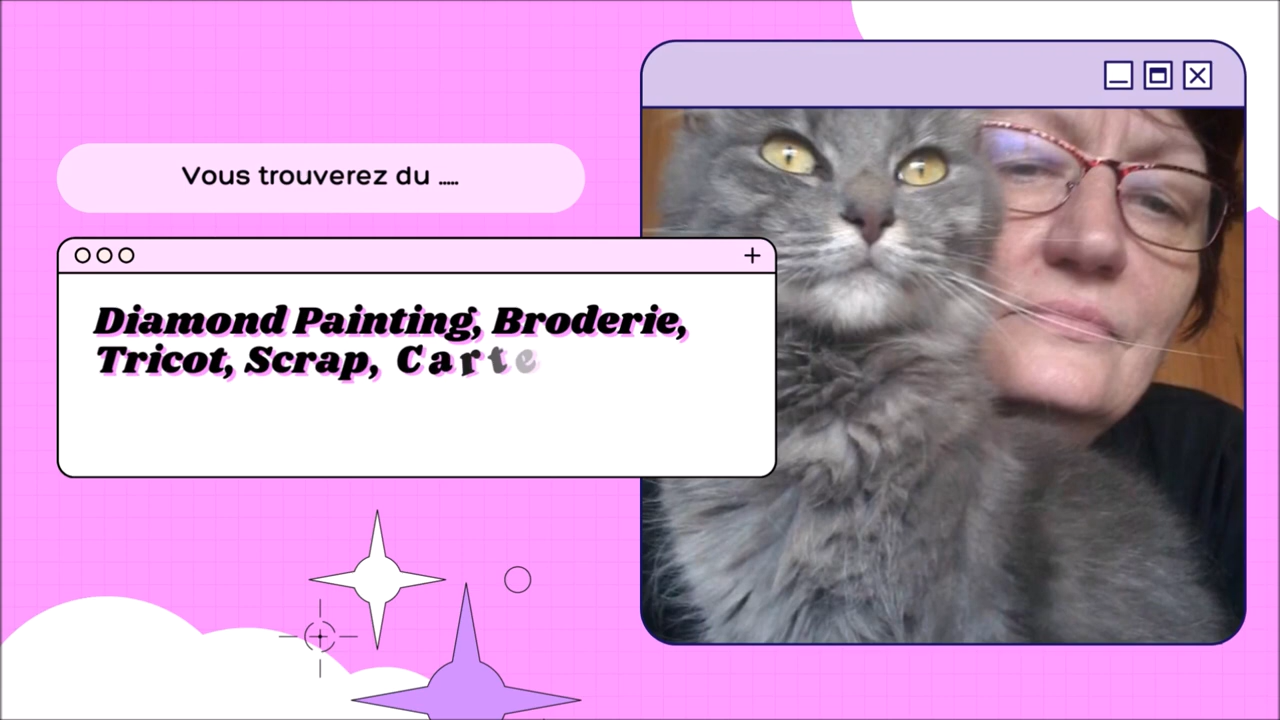 Vous trouverez du .....
Diamond Painting, Broderie,
Tricot, Scrap, Carte